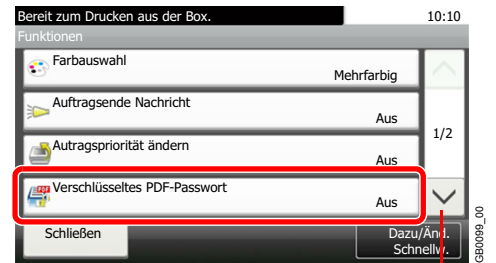 Bereit zum Drucken aus der Box.
10:10
Funktionen
Farbauswahl
Mehrfarbig
Auftragsende Nachricht
Aus
1/2
Autragspriorität ändern
Aus
Verschlüsseltes PDF-Passwort
Aus
Schließen
Dazu/Änd.
Schnellw.
GB0099_00